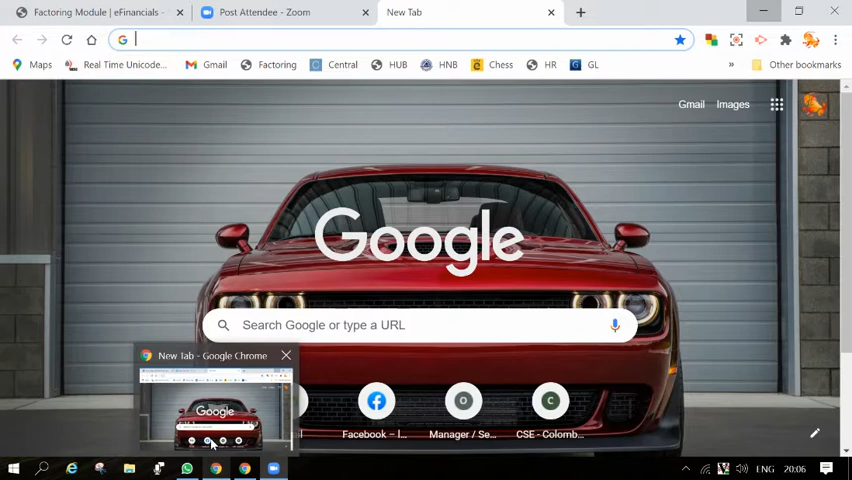 Factoring Module | eFinancials -
Post Attendee - Zoom
New Tab
Maps
Real Time Unicode...
Gmail
Factoring
Central
HUB
HNB
Chess
HR
GL
»
Other bookmarks
Gmail
Images
Google
Search Google or type a URL
New Tab - Google Chrome
Google
Facebook – l...
Manager / Se...
CSE - Colomb...
O
C
ENG
20:06